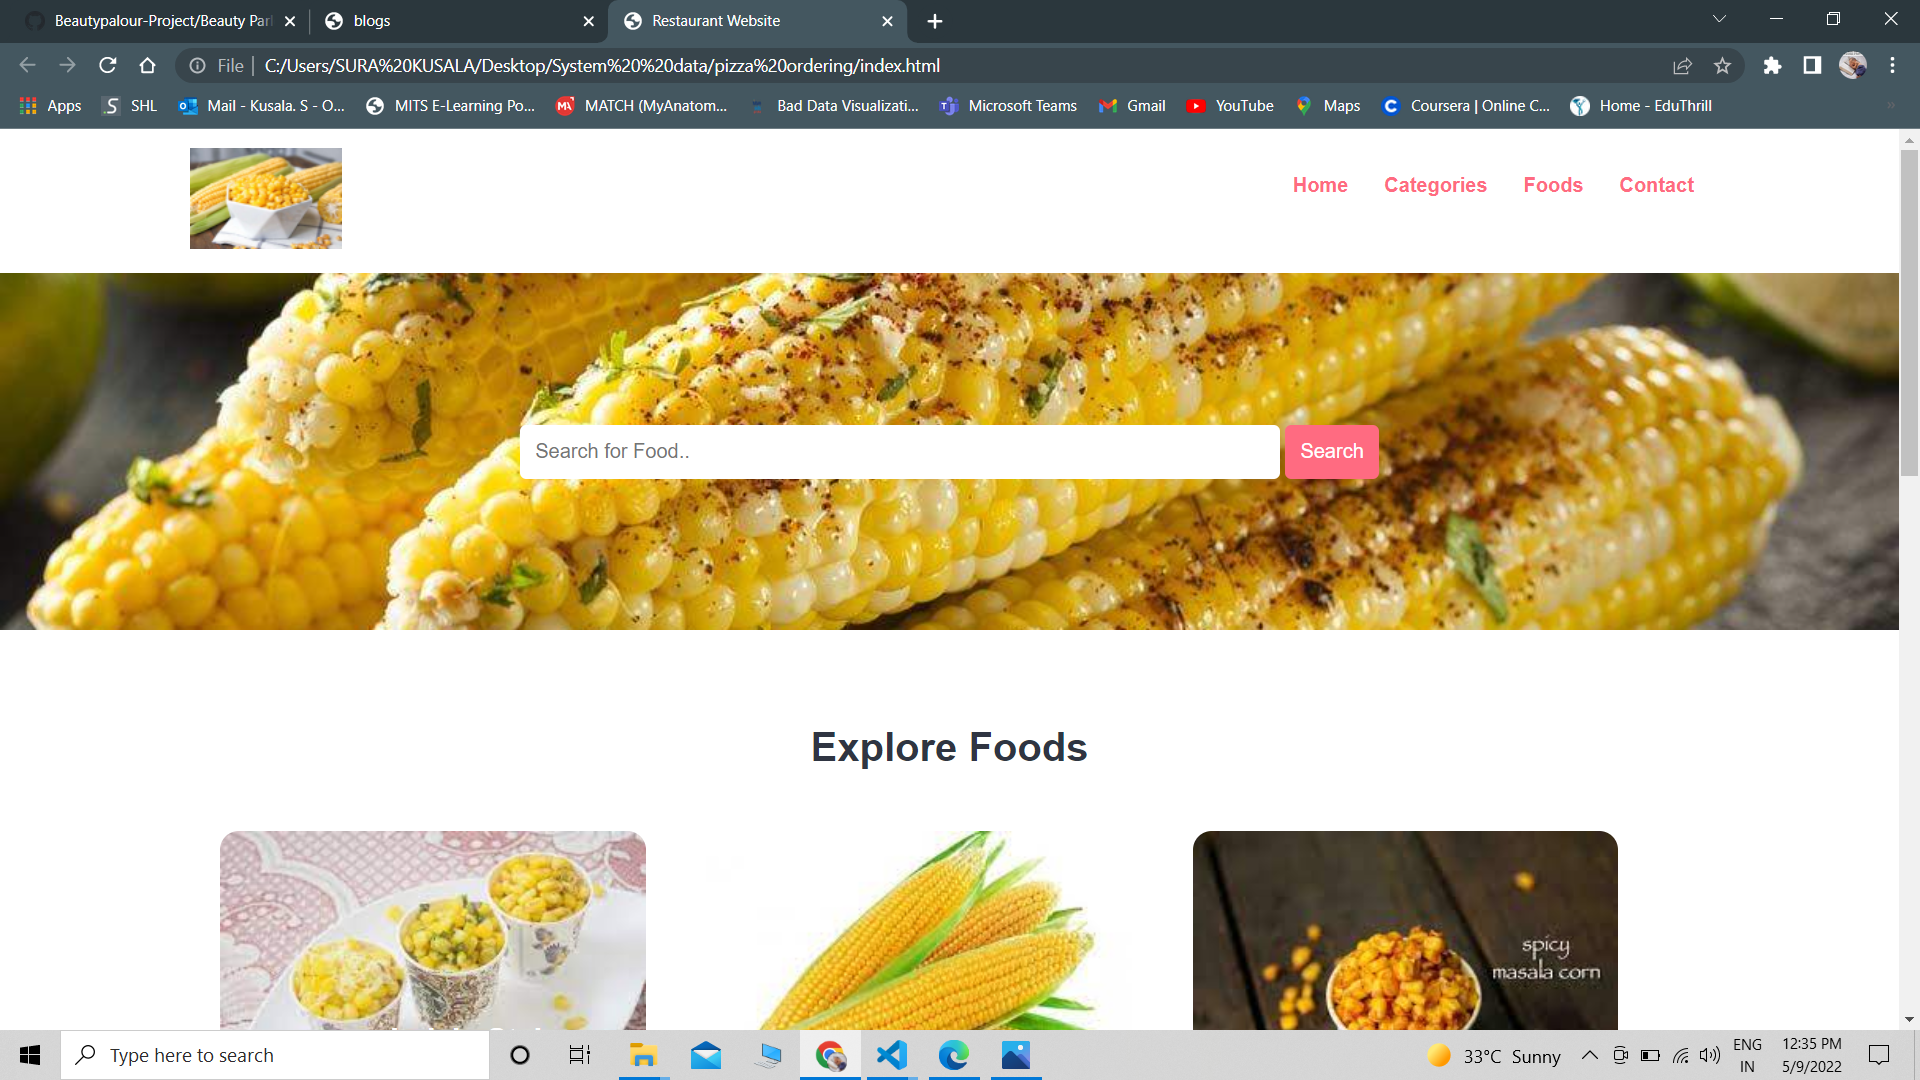 Beautypalour-Project/Beauty Parl
blogs
Restaurant Website
File
C:/Users/SURA%20KUSALA/Desktop/System%20%20data/pizza%20ordering/index.html
Apps
SHL
Mail - Kusala. S - O...
MITS E-Learning Po...
MATCH (MyAnatom...
Bad Data Visualizati...
Microsoft Teams
Gmail
YouTube
Maps
Coursera | Online C...
Home - EduThrill
Home Categories Foods Contact
Search for Food..
Search
Explore Foods
spicy
masala corn
Type here to search
33°C Sunny
ENG
IN
12:35 PM
5/9/2022